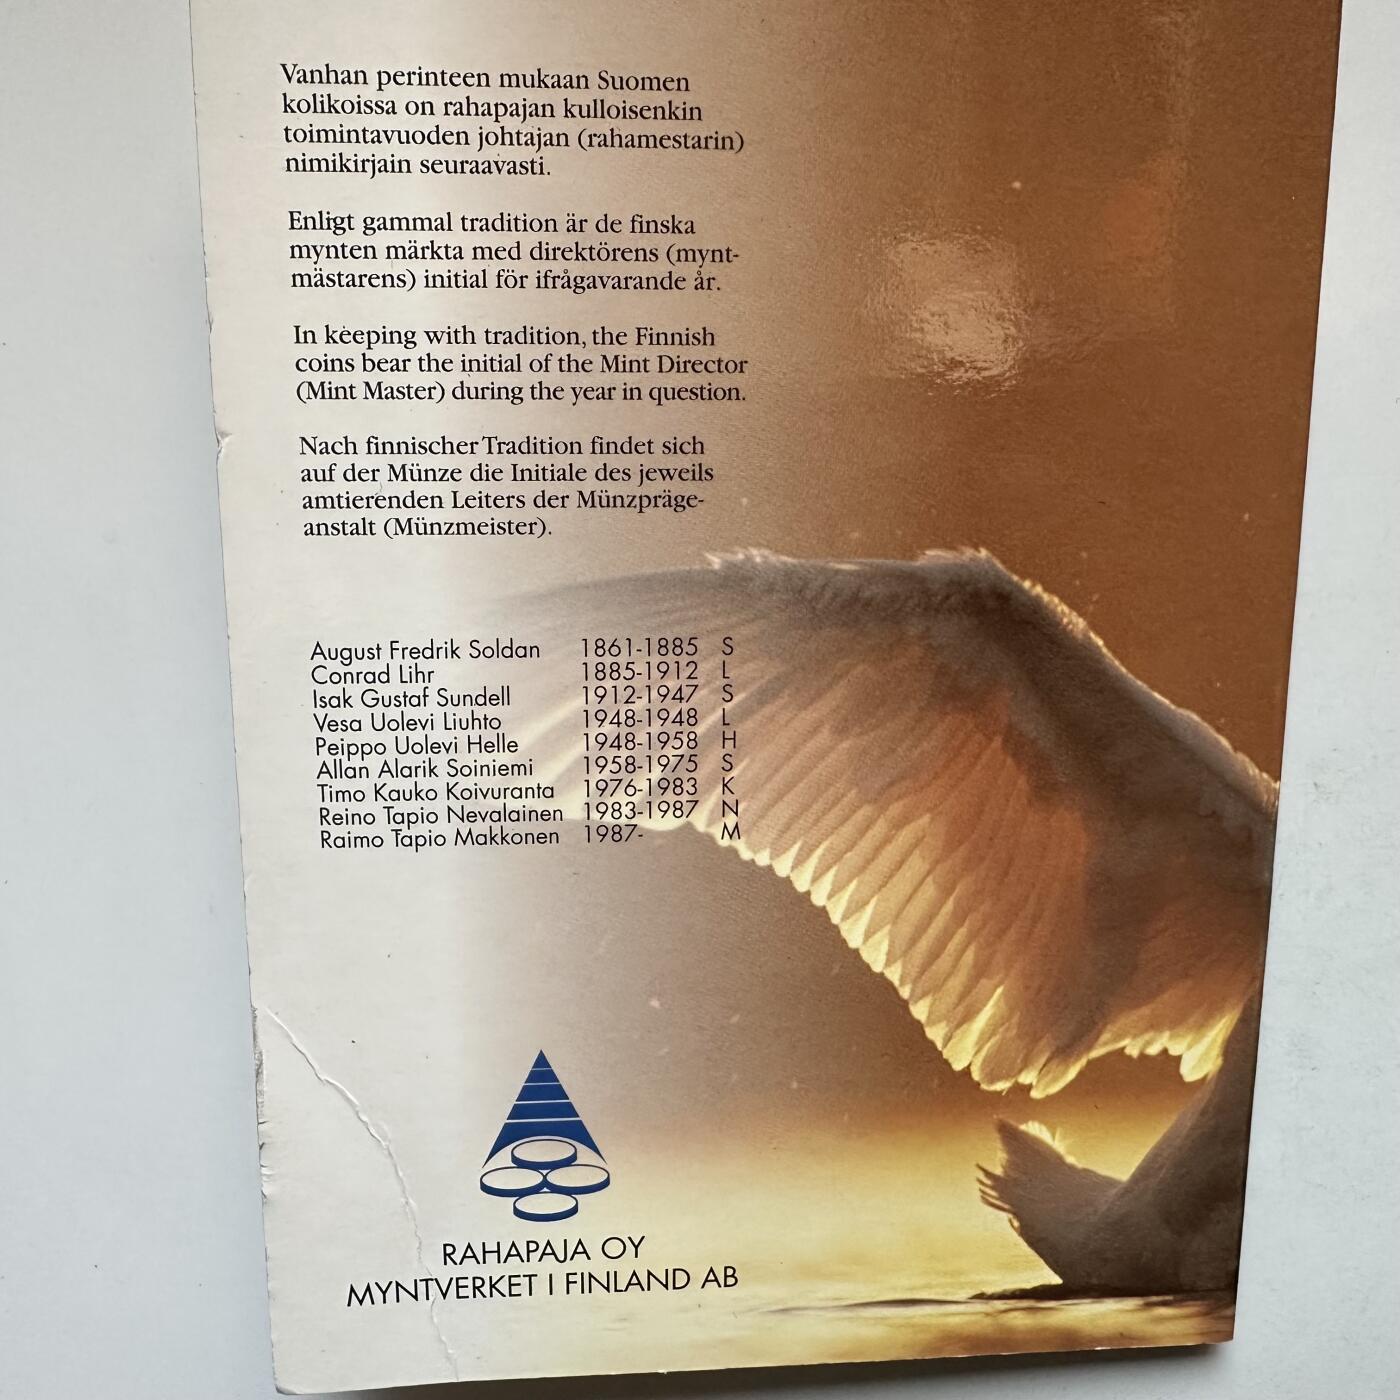 Vanhan perinteen mukaan Suomen
kolikoissa on rahapajan kulloisenkin
toimintavuoden johtajan (rahamestarin)
nimikirjain seuraavasti.
Enligt gammal tradition är de finska
mynten märkta med direktörens (mynt-
mästarens) initial för ifrågavarande år.
In keeping with tradition, the Finnish
coins bear the initial of the Mint Director
(Mint Master) during the year in question.
Nach finnischer Tradition findet sich
auf der Münze die Initiale des jeweils
amtierenden Leiters der Münzpräge-
anstalt (Münzmeister).
August Fredrik Soldan 1861-1885 S
Conrad Lihr 1885-1912 L
Isak Gustaf Sundell 1912-1947 S
Vesa Uolevi Liuhto 1948-1948 L
Peippo Uolevi Helle 1948-1958 H
Allan Alarik Soiniemi 1958-1975 S
Timo Kauko Koivuranta 1976-1983 K
Reino Tapio Nevalainen 1983-1987 N
Raimo Tapio Makkonen 1987- M
RAHAPAJA OY
MYNTVERKET I FINLAND AB